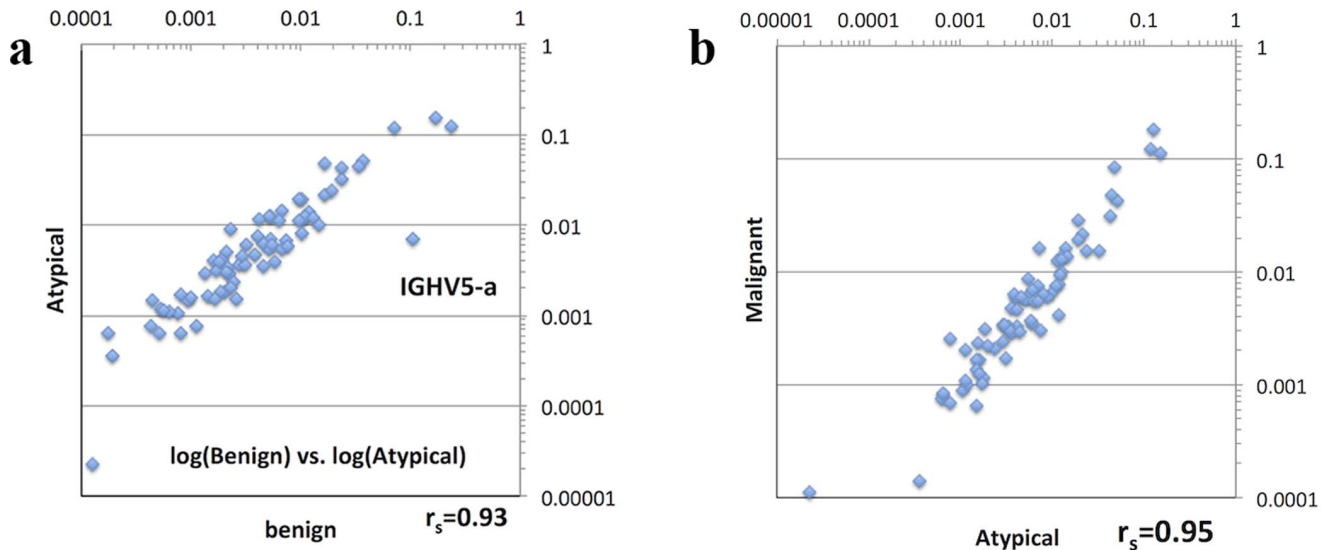 a
0.0001 0.001 0.01 0.1 1
1
0.1
0.01
0.001
0.0001
0.00001
Atypical
IGHV5-a
log(Benign) vs. log(Atypical)
benign
rs=0.93
b
0.00001 0.0001 0.001 0.01 0.1 1
1
0.1
0.01
0.001
0.0001
Malignant
Atypical
rs=0.95